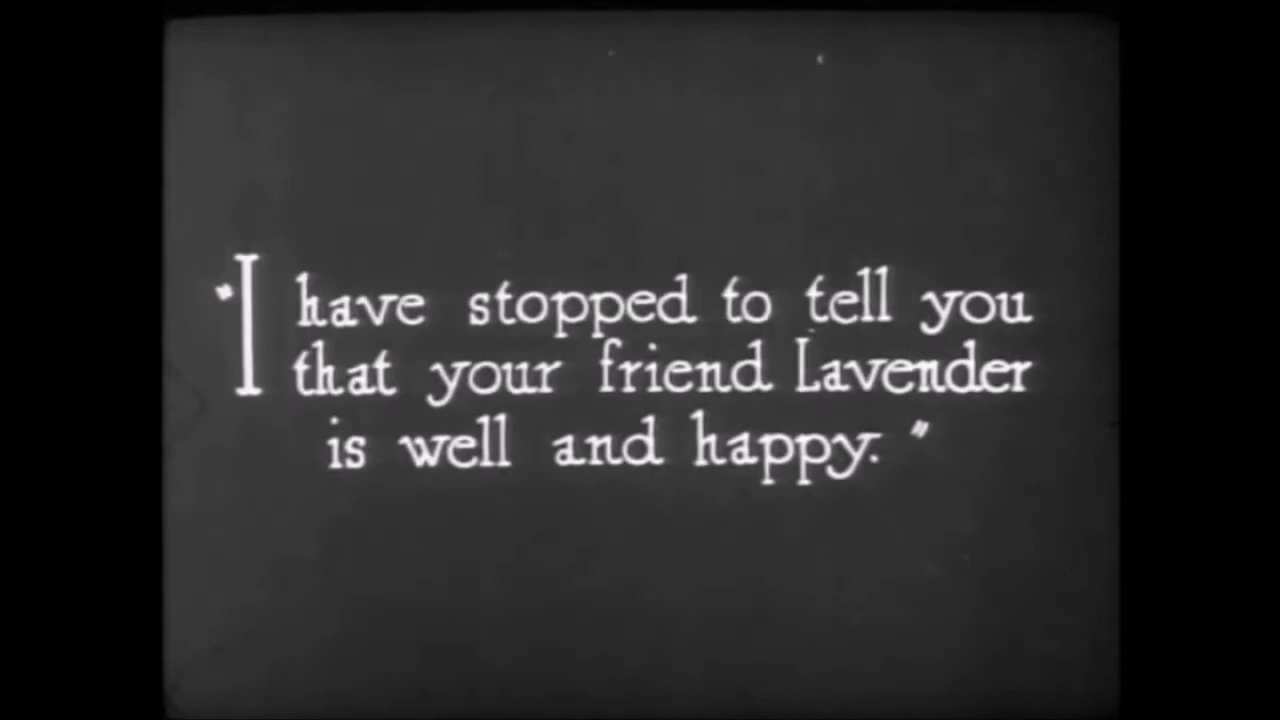 "I have stopped to tell you
that your friend Lavender
is well and happy."